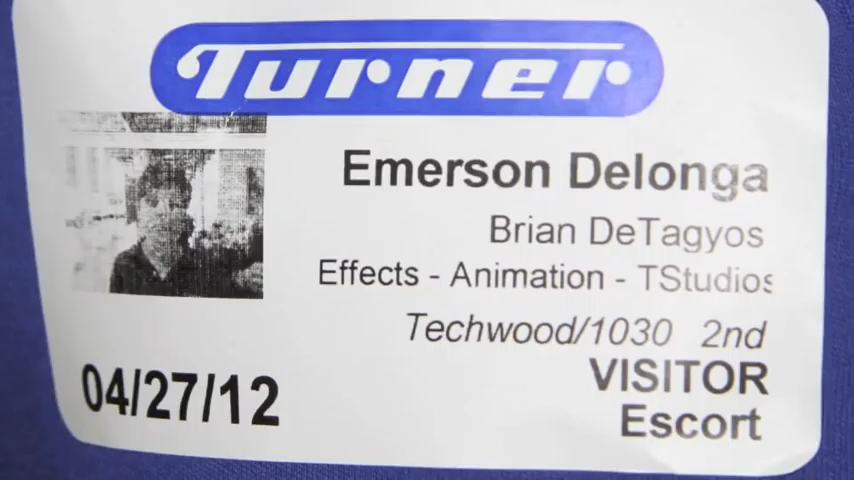 Turner
Emerson Delonga
Brian DeTagyos
Effects - Animation - TStudios
Techwood/1030 2nd
VISITOR
Escort
04/27/12